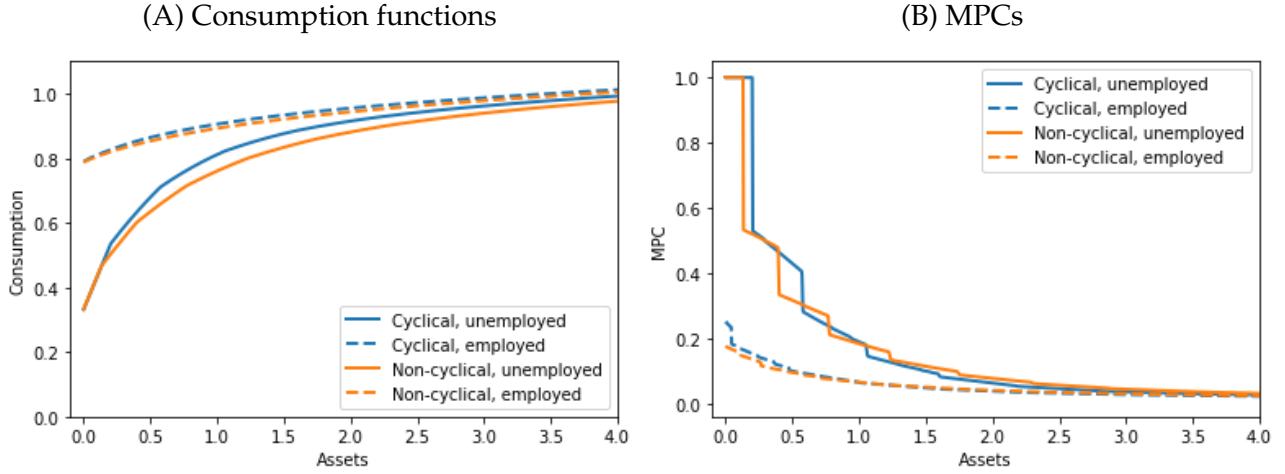 (A) Consumption functions
Consumption
1.0
0.8
0.6
0.4
0.2
0.0
Cyclical, unemployed
Cyclical, employed
Non-cyclical, unemployed
Non-cyclical, employed
0.0 0.5 1.0 1.5 2.0 2.5 3.0 3.5 4.0
Assets
(B) MPCs
MPC
1.0
0.8
0.6
0.4
0.2
0.0
Cyclical, unemployed
Cyclical, employed
Non-cyclical, unemployed
Non-cyclical, employed
0.0 0.5 1.0 1.5 2.0 2.5 3.0 3.5 4.0
Assets